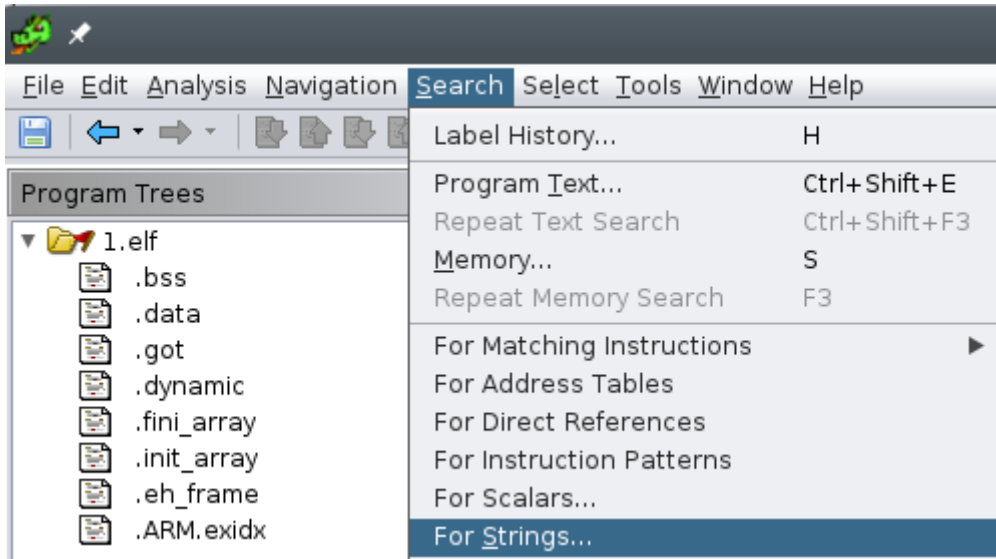 File Edit Analysis Navigation Search Select Tools Window Help
Label History... H
Program Text... Ctrl+Shift+E
Repeat Text Search Ctrl+Shift+F3
Memory... S
Repeat Memory Search F3
For Matching Instructions
For Address Tables
For Direct References
For Instruction Patterns
For Scalars...
For Strings...
Program Trees
1.elf
.bss
.data
.got
.dynamic
.fini_array
.init_array
.eh_frame
.ARM.exidx